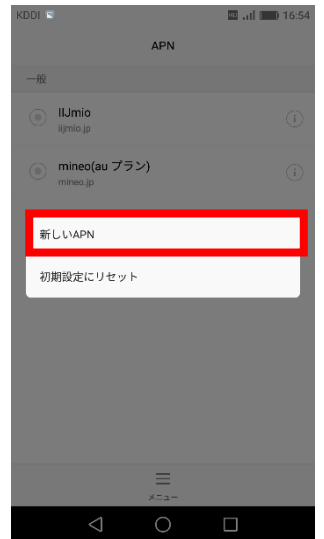 KDDI HD 16:54
APN
一般
IIJmio
iijmio.jp
mineo(au プラン)
mineo.jp
新しいAPN
初期設定にリセット
メニュー